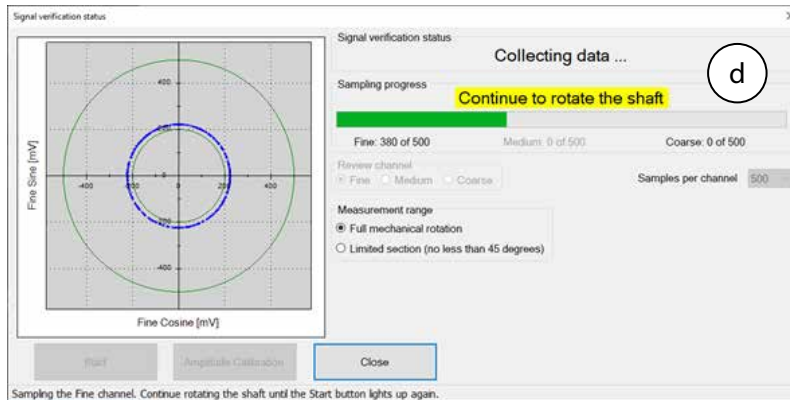 Signal verification status
Signal verification status
Collecting data ...
d
Sampling progress
Continue to rotate the shaft
Fine: 380 of 500
Medium: 0 of 500
Coarse: 0 of 500
Review channel
Fine
Medium
Coarse
Samples per channel
500
Measurement range
Full mechanical rotation
Limited section (no less than 45 degrees)
Fine Sine [mV]
400
200
-400
-200
0
200
400
-200
-400
Fine Cosine [mV]
Start
Amplitude Calibration
Close
Sampling the Fine channel. Continue rotating the shaft until the Start button lights up again.